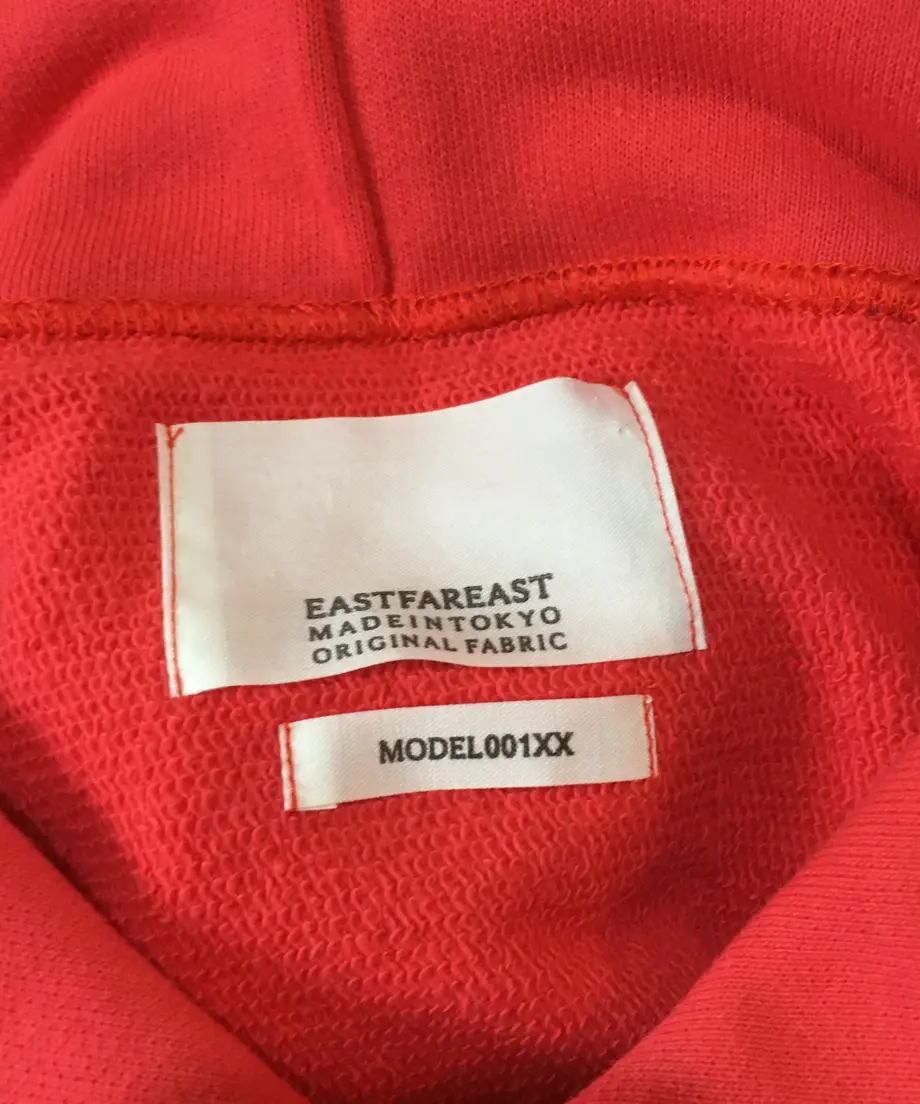 EASTFAREAST
MADEINTOKYO
ORIGINAL FABRIC
MODEL001XX